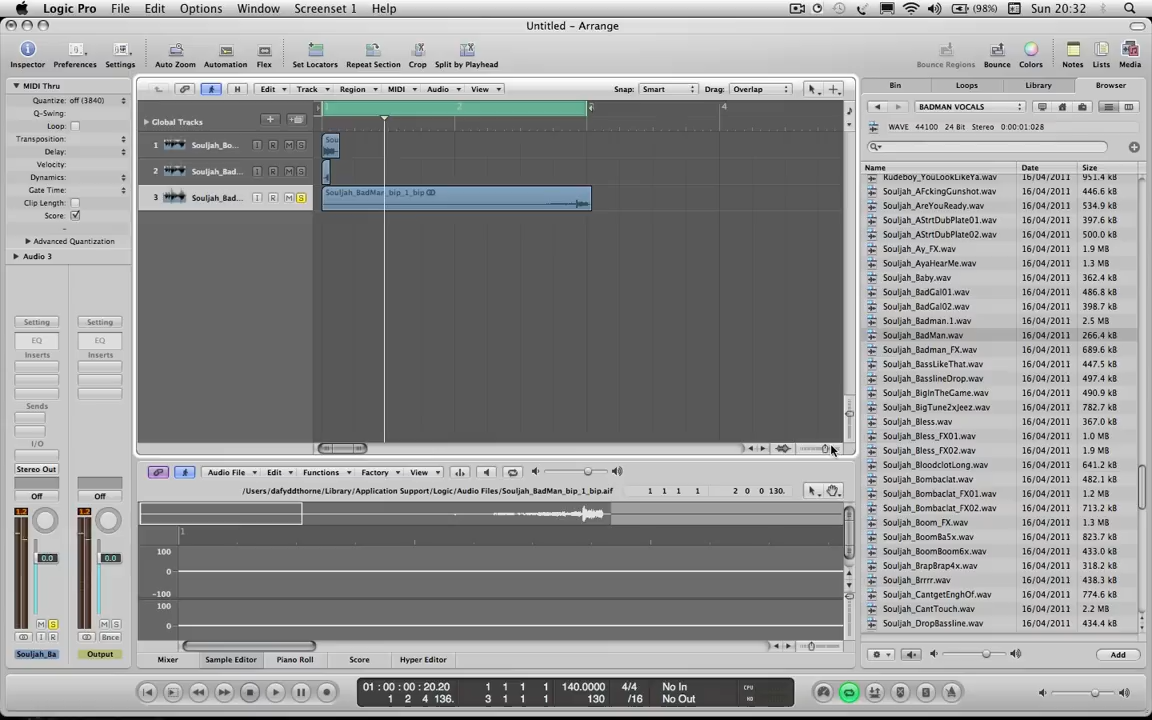 Logic Pro File Edit Options Window Screenset 1 Help (98%) Sun 20:32
Untitled - Arrange
Inspector Preferences Settings Auto Zoom Automation Flex Set Locators Repeat Section Crop Split by Playhead Bounce Regions Bounce Colors Notes Lists Media
MIDI Thru
Quantize: off (3840)
Q-Swing:
Loop:
Transposition:
Delay:
Velocity:
Dynamics:
Gate Time:
Clip Length:
Score:
Advanced Quantization
Audio 3
Setting Setting
EQ EQ
Inserts Inserts
Sends Sends
I/O
Stereo Out
Off Off
1.2 1.2
0.0 0.0
M S M
I R Bnce
Souljah_Ba Output
H Edit Track Region MIDI Audio View Snap: Smart Drag: Overlap
1 2 3 4
Global Tracks
1 Souljah_Bo... I R M S
Sou
2 Souljah_Bad... I R M S
3 Souljah_Bad... I R M S
Souljah_BadMan_bip_1_bip
Audio File Edit Functions Factory View
/Users/dafyddthorne/Library/Application Support/Logic/Audio Files/Souljah_BadMan_bip_1_bip.aif 1 1 1 1 2 0 0 130.
1
100
0
-100
100
0
Mixer Sample Editor Piano Roll Score Hyper Editor
Bin Loops Library Browser
BADMAN VOCALS
WAVE 44100 24 Bit Stereo 0:00:01:028
Name Date Size
Rudeboy_YouLookLikeYa.wav 16/04/2011 951.4 kB
Souljah_AFckingGunshot.wav 16/04/2011 446.6 kB
Souljah_AreYouReady.wav 16/04/2011 534.9 kB
Souljah_AStrtDubPlate01.wav 16/04/2011 397.6 kB
Souljah_AStrtDubPlate02.wav 16/04/2011 500.0 kB
Souljah_Ay_FX.wav 16/04/2011 1.9 MB
Souljah_AyaHearMe.wav 16/04/2011 1.3 MB
Souljah_Baby.wav 16/04/2011 362.4 kB
Souljah_BadGal01.wav 16/04/2011 486.8 kB
Souljah_BadGal02.wav 16/04/2011 398.7 kB
Souljah_Badman.1.wav 16/04/2011 2.5 MB
Souljah_BadMan.wav 16/04/2011 266.4 kB
Souljah_Badman_FX.wav 16/04/2011 689.6 kB
Souljah_BassLikeThat.wav 16/04/2011 447.5 kB
Souljah_BasslineDrop.wav 16/04/2011 497.4 kB
Souljah_BigInTheGame.wav 16/04/2011 490.9 kB
Souljah_BigTune2xJeez.wav 16/04/2011 782.7 kB
Souljah_Bless.wav 16/04/2011 367.0 kB
Souljah_Bless_FX01.wav 16/04/2011 1.0 MB
Souljah_Bless_FX02.wav 16/04/2011 1.9 MB
Souljah_BloodclotLong.wav 16/04/2011 641.2 kB
Souljah_Bombaclat.wav 16/04/2011 482.1 kB
Souljah_Bombaclat_FX01.wav 16/04/2011 1.2 MB
Souljah_Bombaclat_FX02.wav 16/04/2011 713.2 kB
Souljah_Boom_FX.wav 16/04/2011 1.3 MB
Souljah_BoomBa5x.wav 16/04/2011 823.7 kB
Souljah_BoomBoom6x.wav 16/04/2011 433.0 kB
Souljah_BrapBrap4x.wav 16/04/2011 318.2 kB
Souljah_Brrrr.wav 16/04/2011 438.3 kB
Souljah_CantgetEnghOf.wav 16/04/2011 774.6 kB
Souljah_CantTouch.wav 16/04/2011 2.2 MB
Souljah_DropBassline.wav 16/04/2011 434.4 kB
Add
01 : 00 : 00 : 20.20 1 1 1 1 140.0000 4/4 No In CPU
1 2 4 136. 3 1 1 1 130 /16 No Out HD